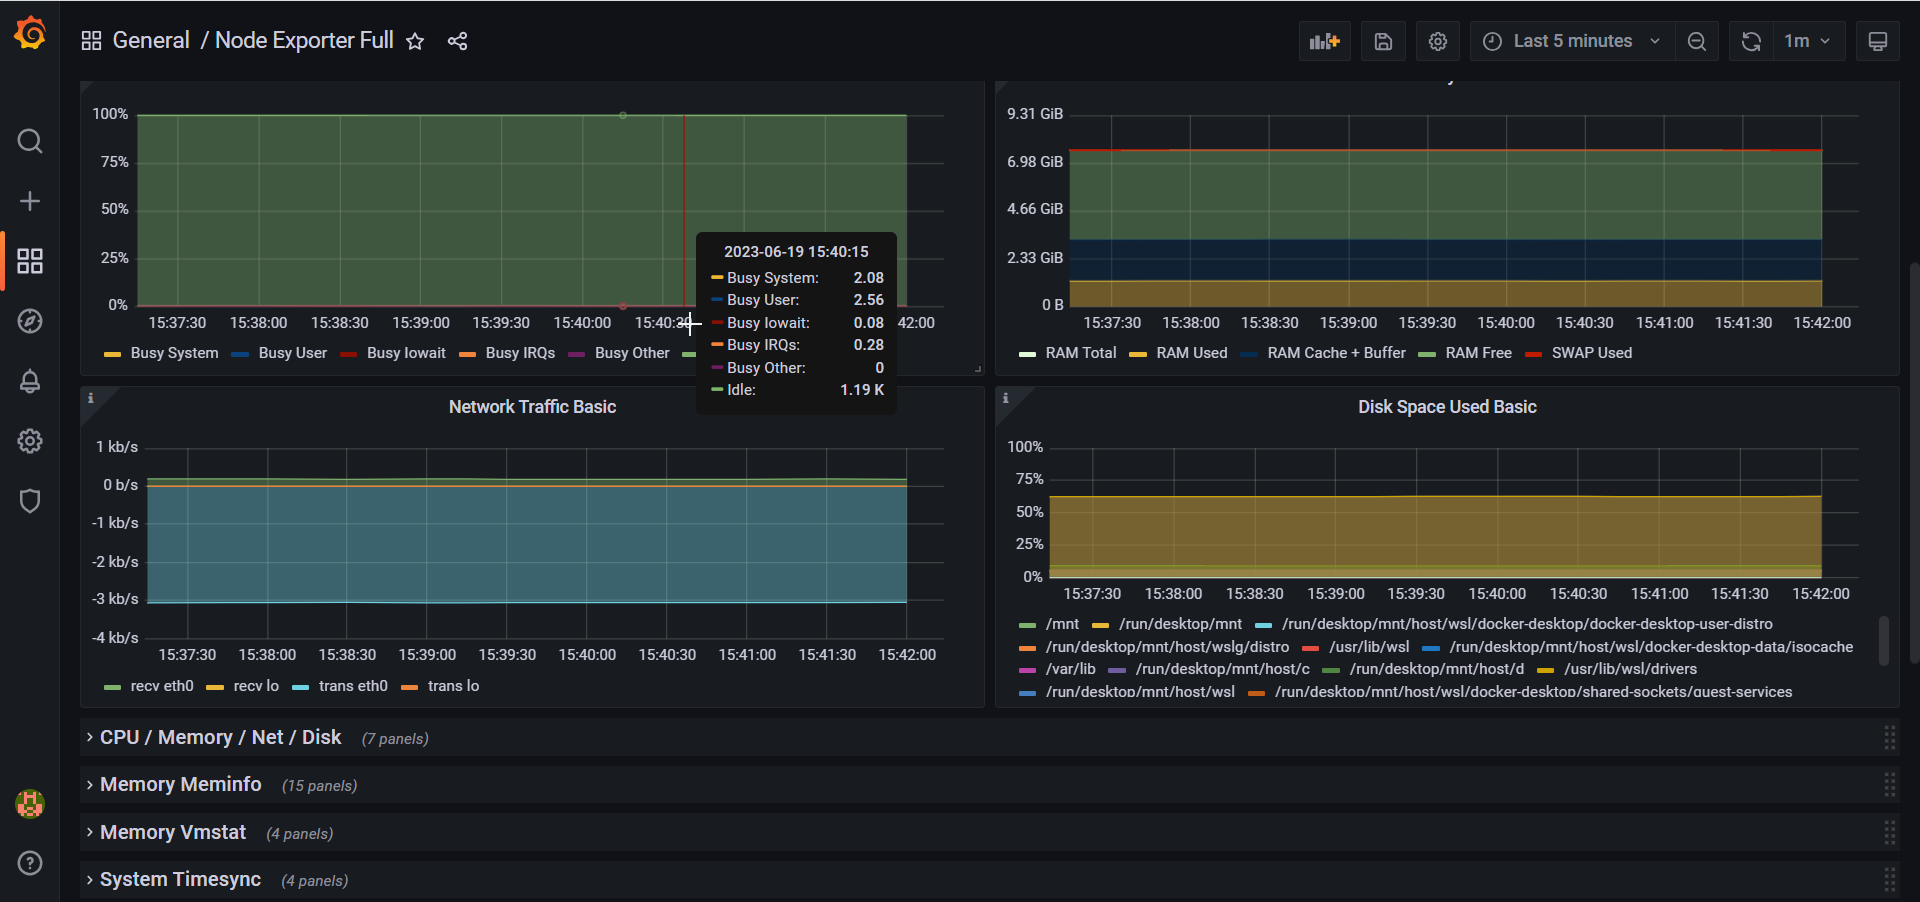 General / Node Exporter Full
Last 5 minutes
1m
100%
75%
50%
25%
0%
15:37:30 15:38:00 15:38:30 15:39:00 15:39:30 15:40:00 15:40:30 42:00
Busy System Busy User Busy Iowait Busy IRQs Busy Other
2023-06-19 15:40:15
Busy System: 2.08
Busy User: 2.56
Busy Iowait: 0.08
Busy IRQs: 0.28
Busy Other: 0
Idle: 1.19 K
9.31 GiB
6.98 GiB
4.66 GiB
2.33 GiB
0 B
15:37:30 15:38:00 15:38:30 15:39:00 15:39:30 15:40:00 15:40:30 15:41:00 15:41:30 15:42:00
RAM Total RAM Used RAM Cache + Buffer RAM Free SWAP Used
Network Traffic Basic
1 kb/s
0 b/s
-1 kb/s
-2 kb/s
-3 kb/s
-4 kb/s
15:37:30 15:38:00 15:38:30 15:39:00 15:39:30 15:40:00 15:40:30 15:41:00 15:41:30 15:42:00
recv eth0 recv lo trans eth0 trans lo
Disk Space Used Basic
100%
75%
50%
25%
0%
15:37:30 15:38:00 15:38:30 15:39:00 15:39:30 15:40:00 15:40:30 15:41:00 15:41:30 15:42:00
/mnt /run/desktop/mnt /run/desktop/mnt/host/wsl/docker-desktop/docker-desktop-user-distro
/run/desktop/mnt/host/wslg/distro /usr/lib/wsl /run/desktop/mnt/host/wsl/docker-desktop-data/isocache
/var/lib /run/desktop/mnt/host/c /run/desktop/mnt/host/d /usr/lib/wsl/drivers
/run/desktop/mnt/host/wsl /run/desktop/mnt/host/wsl/docker-desktop/shared-sockets/guest-services
CPU / Memory / Net / Disk (7 panels)
Memory Meminfo (15 panels)
Memory Vmstat (4 panels)
System Timesync (4 panels)